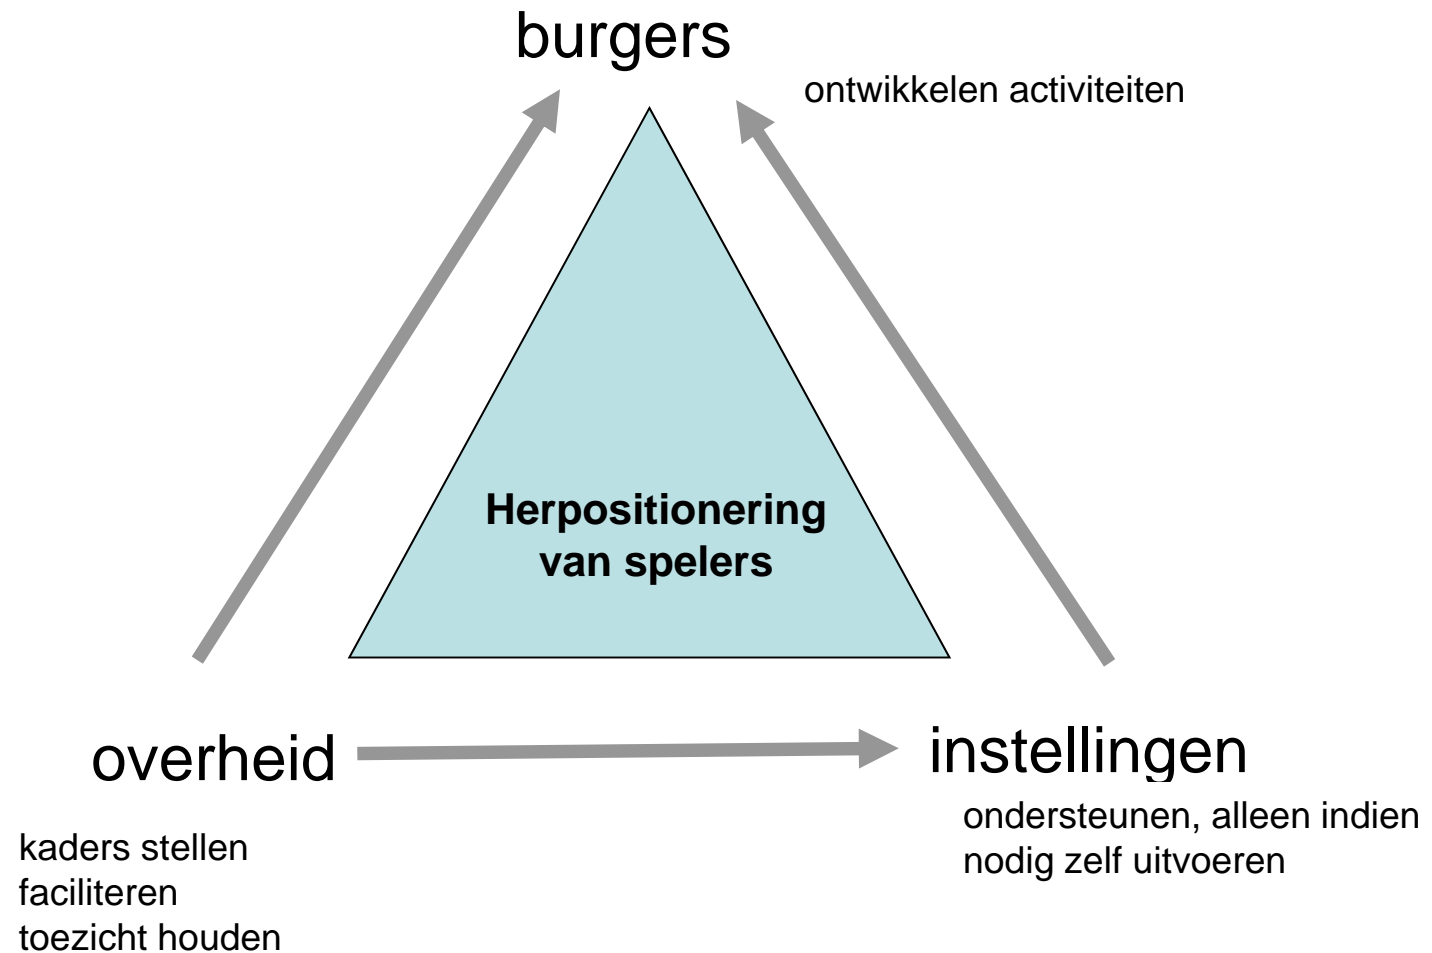 burgers
ontwikkelen activiteiten
Herpositionering
van spelers
overheid
instellingen
kaders stellen
faciliteren
toezicht houden
ondersteunen, alleen indien
nodig zelf uitvoeren